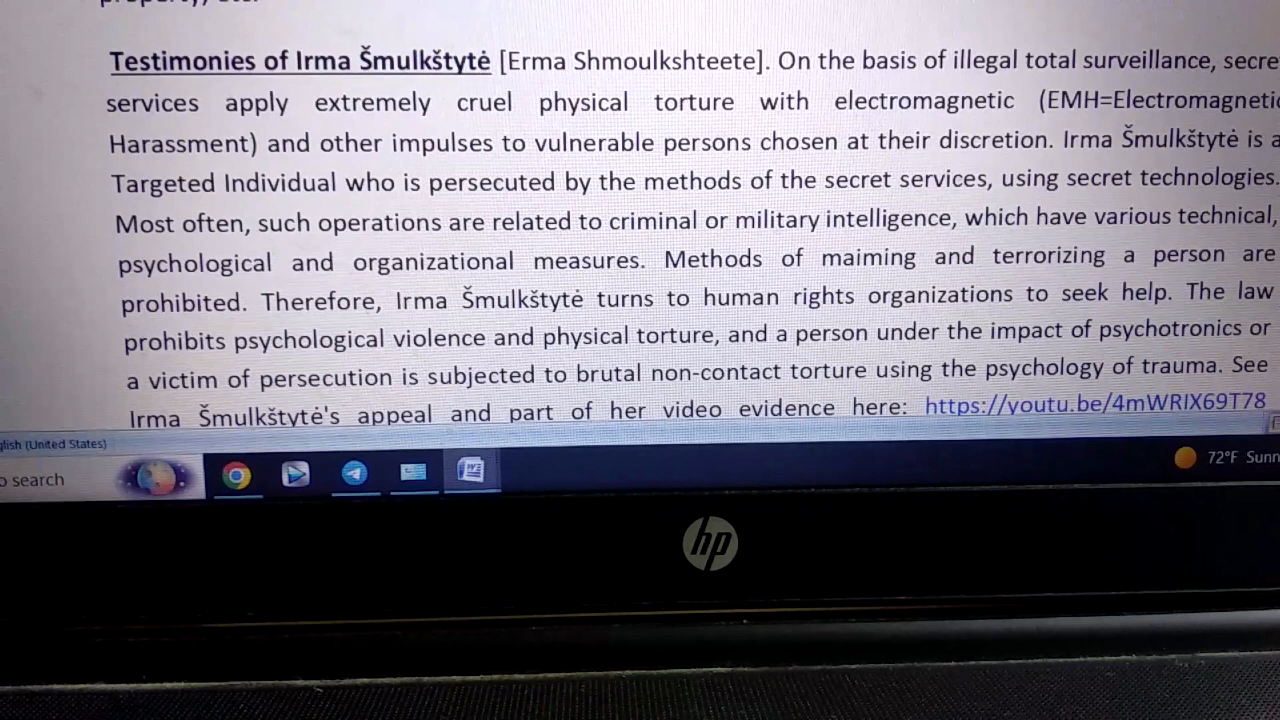 Testimonies of Irma Šmulkštytė [Erma Shmoulkshteete]. On the basis of illegal total surveillance, secre
services apply extremely cruel physical torture with electromagnetic (EMH=Electromagnetic
Harassment) and other impulses to vulnerable persons chosen at their discretion. Irma Šmulkštytė is a
Targeted Individual who is persecuted by the methods of the secret services, using secret technologies.
Most often, such operations are related to criminal or military intelligence, which have various technical,
psychological and organizational measures. Methods of maiming and terrorizing a person are
prohibited. Therefore, Irma Šmulkštytė turns to human rights organizations to seek help. The law
prohibits psychological violence and physical torture, and a person under the impact of psychotronics or
a victim of persecution is subjected to brutal non-contact torture using the psychology of trauma. See
Irma Šmulkštytė's appeal and part of her video evidence here: https://youtu.be/4mWRIX69T78
glish (United States)
o search
72°F Sunn
hp